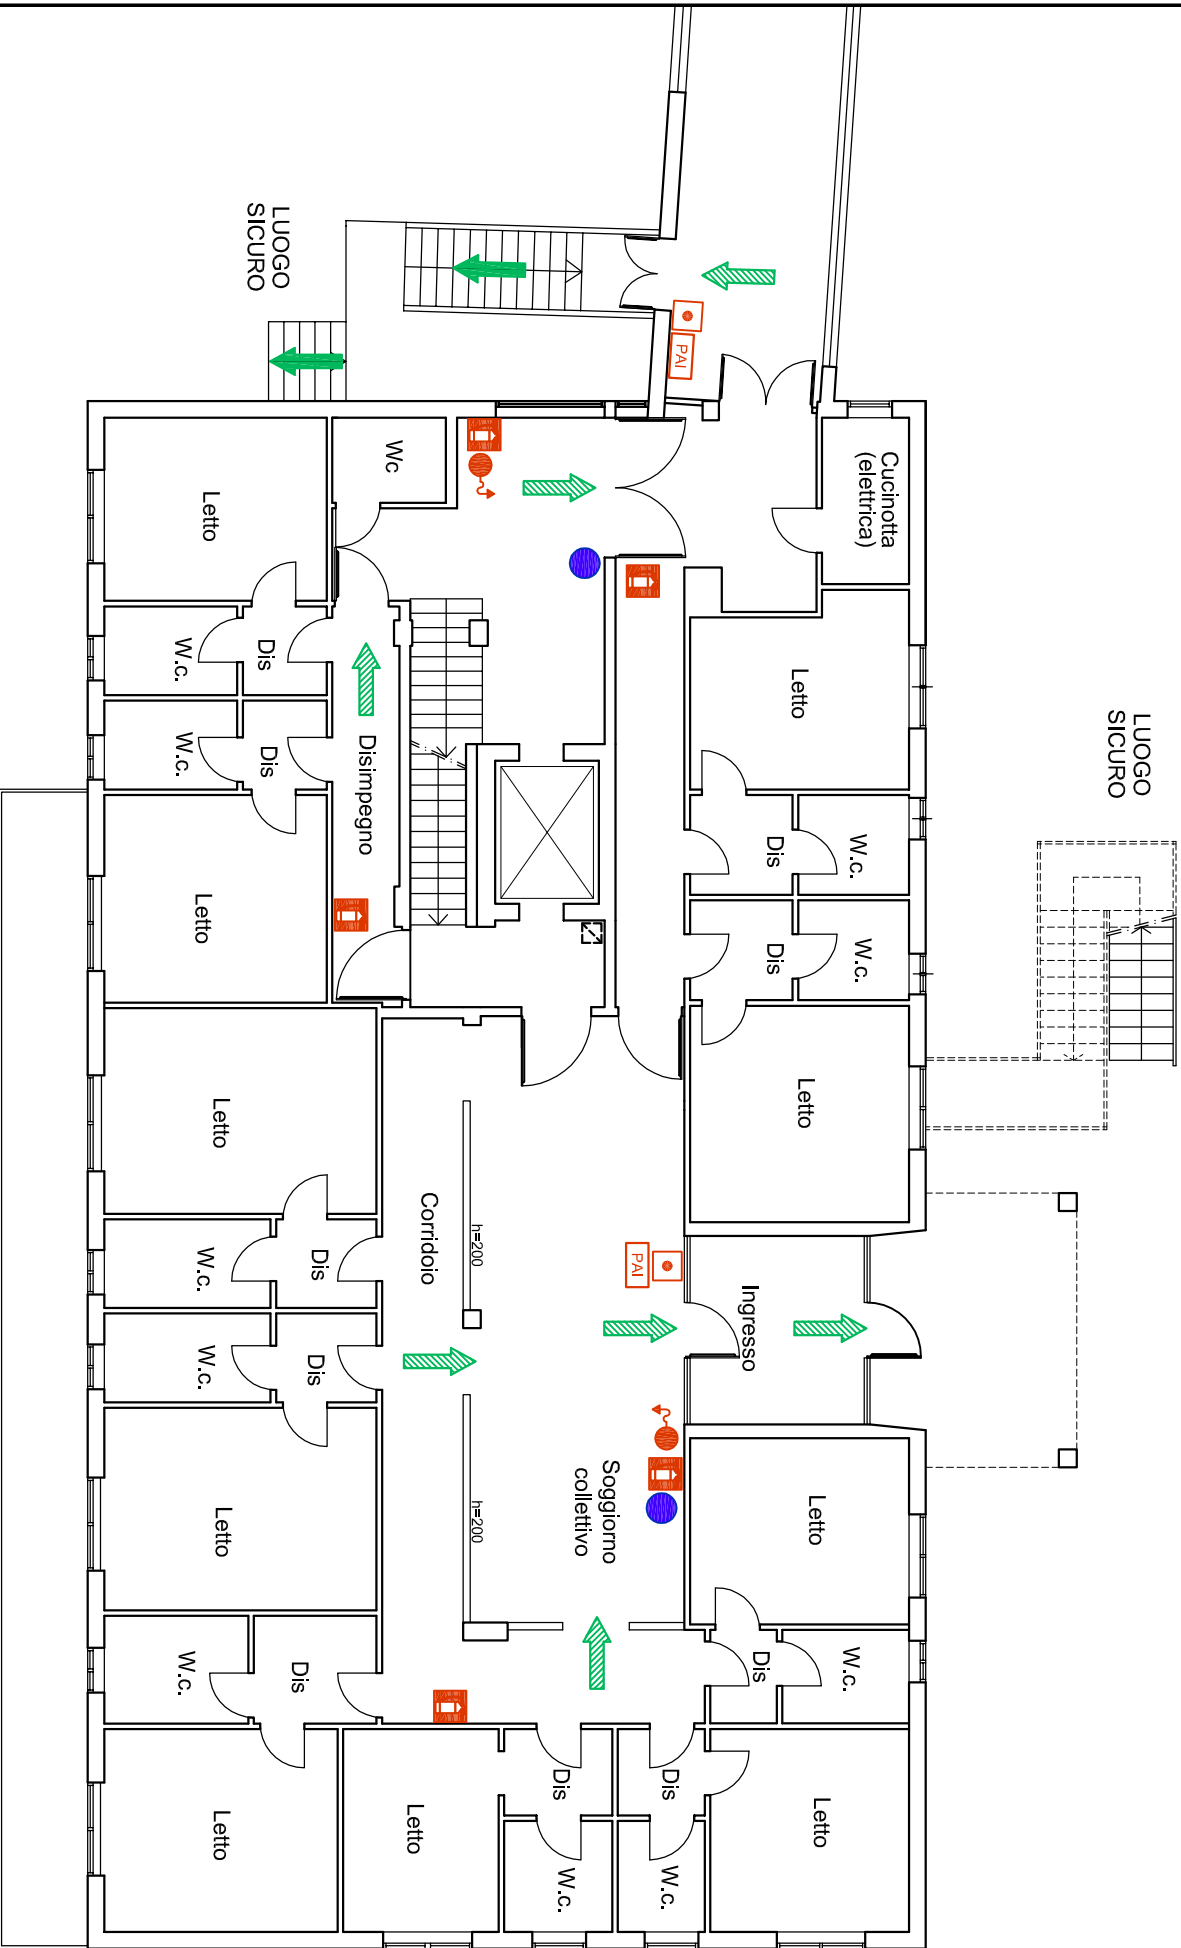 LUOGO
SICURO
Cucinotta
(elettrica)
W.c.
W.c.
W.c.
Letto
Letto
Letto
Letto
Dis
Dis
Dis
Ingresso
PAI
Dis
W.c.
PAI
Soggiorno
collettivo
Dis
W.c.
h=200
h=200
Corridoio
Letto
Wc
Disimpegno
Dis
Dis
Dis
LUOGO
SICURO
Dis
Dis
Letto
Letto
Letto
Letto
Letto
W.c.
W.c.
W.c.
W.c.
W.c.